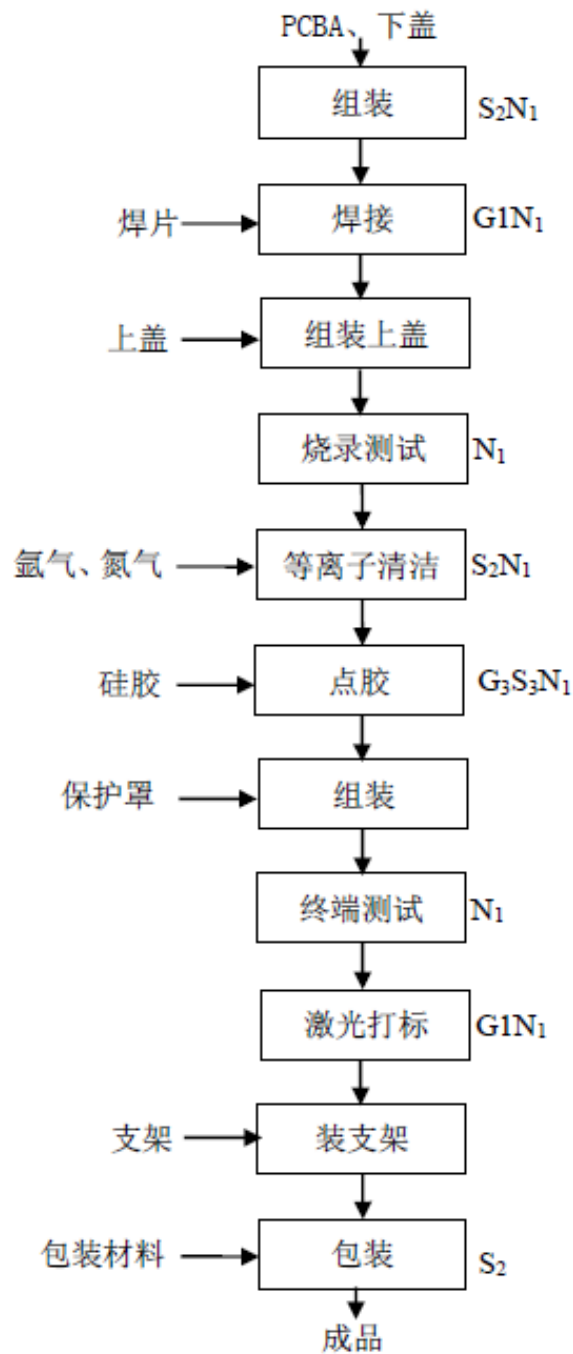 PCBA、下盖
组装 S₂N₁
焊片 焊接 G1N₁
上盖 组装上盖
烧录测试 N₁
氩气、氮气 等离子清洁 S₂N₁
硅胶 点胶 G₃S₃N₁
保护罩 组装
终端测试 N₁
激光打标 G1N₁
支架 装支架
包装材料 包装 S₂
成品